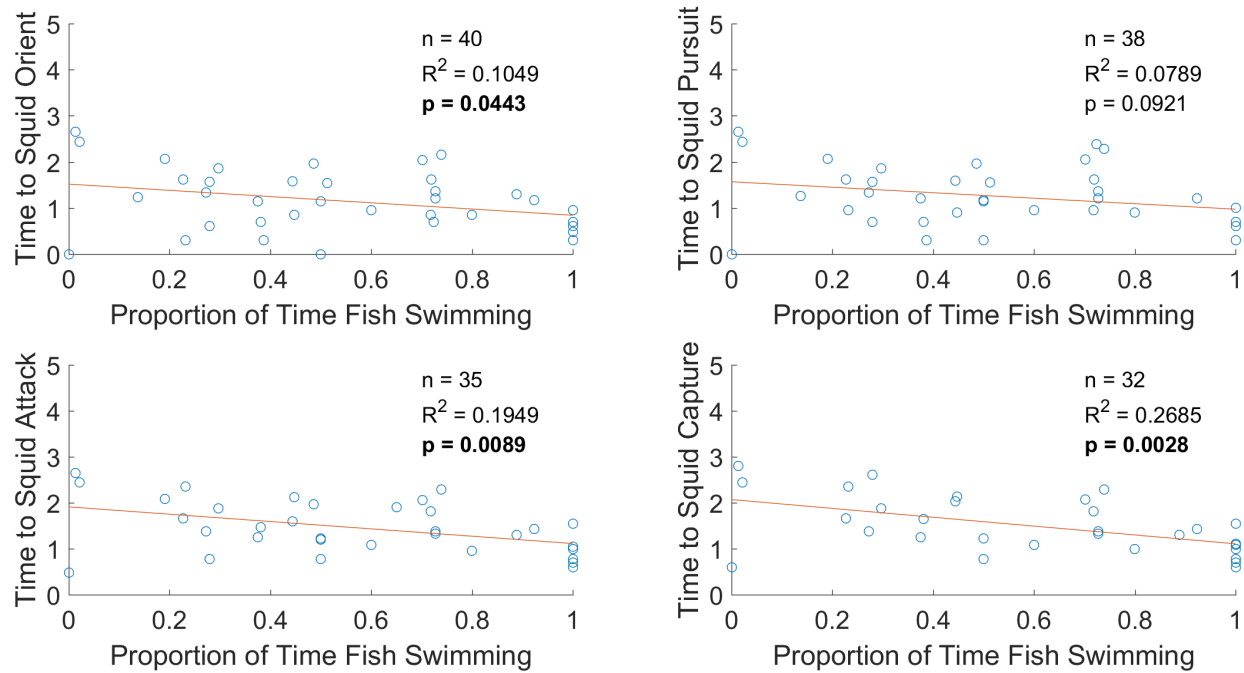 Time to Squid Orient
5
4
3
2
1
0
n = 40
R² = 0.1049
p = 0.0443
0 0.2 0.4 0.6 0.8 1
Proportion of Time Fish Swimming
Time to Squid Pursuit
5
4
3
2
1
0
n = 38
R² = 0.0789
p = 0.0921
0 0.2 0.4 0.6 0.8 1
Proportion of Time Fish Swimming
Time to Squid Attack
5
4
3
2
1
0
n = 35
R² = 0.1949
p = 0.0089
0 0.2 0.4 0.6 0.8 1
Proportion of Time Fish Swimming
Time to Squid Capture
5
4
3
2
1
0
n = 32
R² = 0.2685
p = 0.0028
0 0.2 0.4 0.6 0.8 1
Proportion of Time Fish Swimming